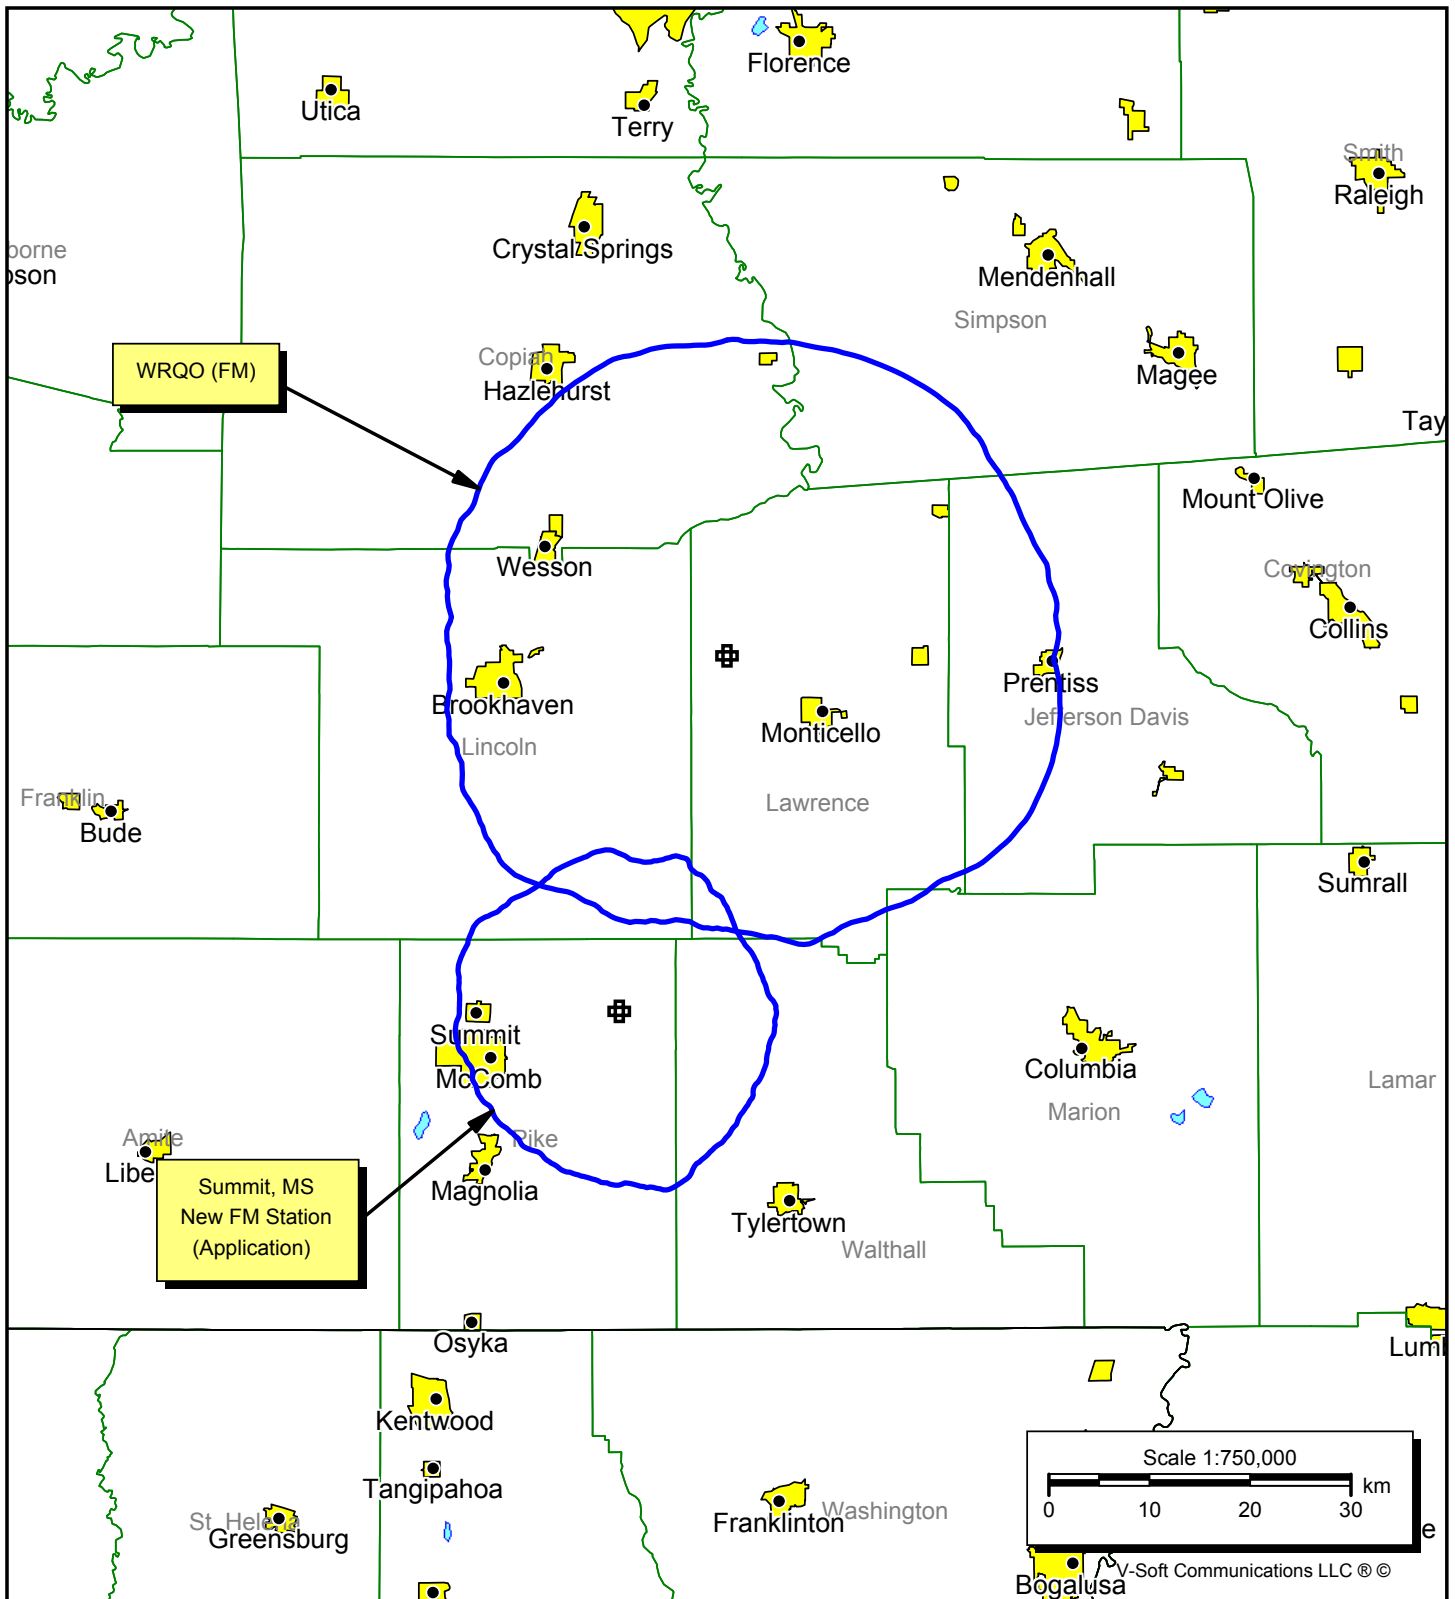 Florence
Utica
Terry
Smith
Raleigh
Crystal Springs
borne
pson
Mendenhall
Simpson
WRQO (FM)
Copiah
Hazlehurst
Magee
Tay
Mount Olive
Wesson
Covington
Collins
Brookhaven
Prentiss
Monticello
Jefferson Davis
Lincoln
Lawrence
Franklin
Bude
Sumrall
Summit
McComb
Columbia
Lamar
Marion
Amite
Pike
Libe
Magnolia
Summit, MS
New FM Station
(Application)
Tylertown
Walthall
Osyka
Luml
Kentwood
Scale 1:750,000
km
0 10 20 30
Tangipahoa
St. Helena
Greensburg
Franklinton
Washington
e
V-Soft Communications LLC ® ©
Bogalusa